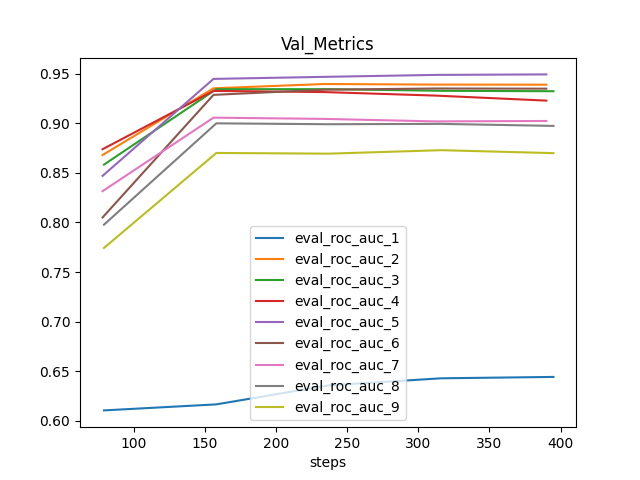 Val_Metrics
0.95
0.90
0.85
0.80
0.75
0.70
0.65
0.60
eval_roc_auc_1
eval_roc_auc_2
eval_roc_auc_3
eval_roc_auc_4
eval_roc_auc_5
eval_roc_auc_6
eval_roc_auc_7
eval_roc_auc_8
eval_roc_auc_9
100 150 200 250 300 350 400
steps